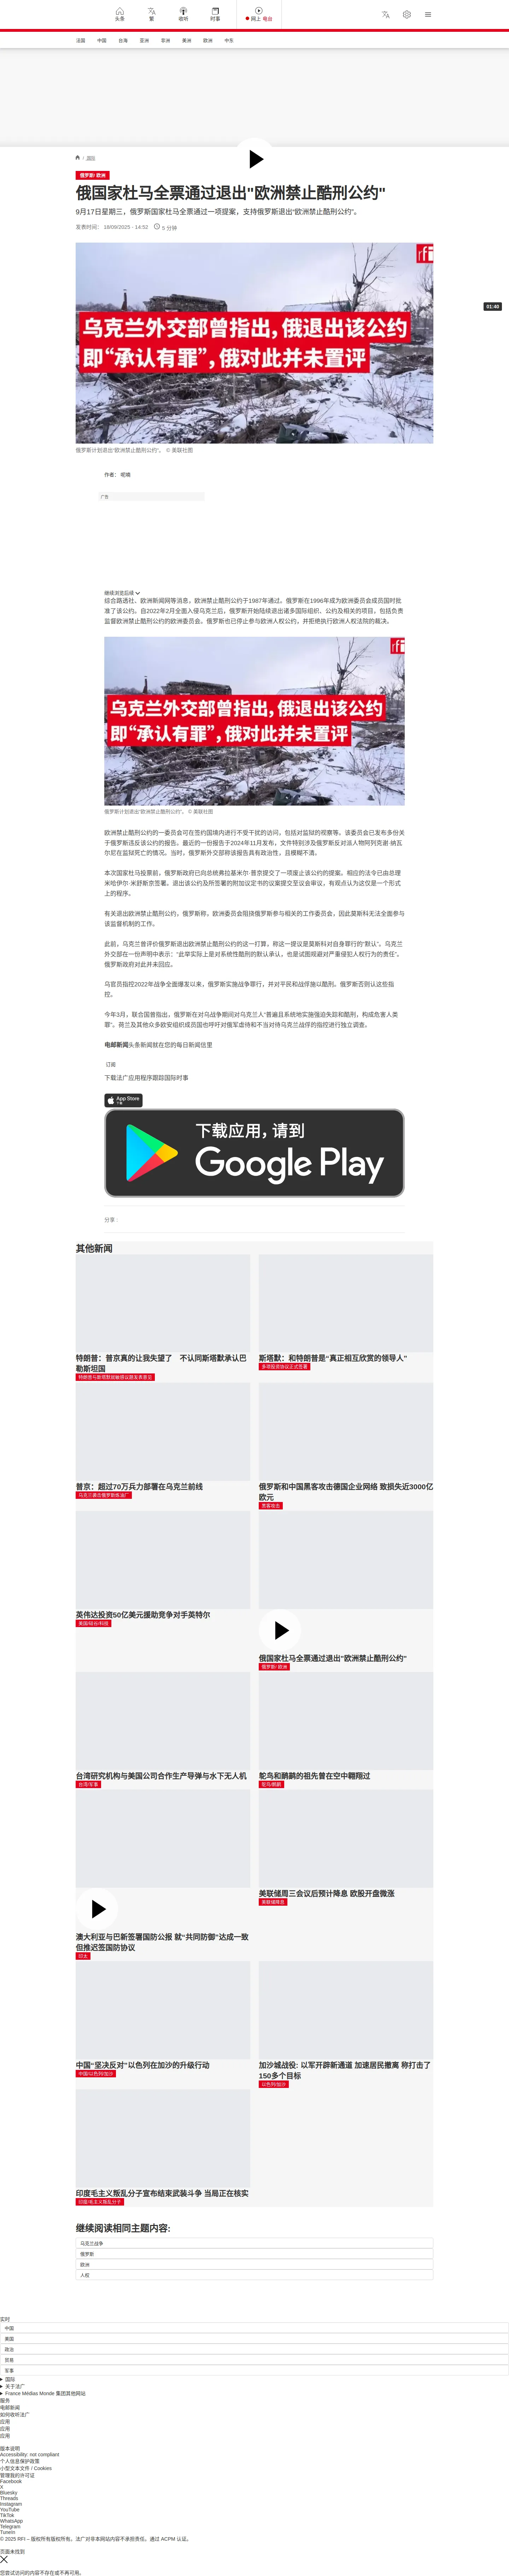 头条
繁
收听
时事
网上 电台
法国
中国
台海
亚洲
非洲
美洲
欧洲
中东
/ 国际
俄罗斯/ 欧洲
俄国家杜马全票通过退出"欧洲禁止酷刑公约"
9月17日星期三，俄罗斯国家杜马全票通过一项提案，支持俄罗斯退出“欧洲禁止酷刑公约”。
发表时间： 18/09/2025 - 14:52
5 分钟
rfi
乌克兰外交部曾指出，俄退出该公约
即“承认有罪”，俄对此并未置评
01:40
俄罗斯计划退出“欧洲禁止酷刑公约”。 © 美联社图
作者：
广告
继续浏览后续
综合路透社、欧洲新闻网等消息，欧洲禁止酷刑公约于1987年通过。俄罗斯在1996年成为欧洲委员会成员国时批
准了该公约。自2022年2月全面入侵乌克兰后，俄罗斯开始陆续退出诸多国际组织、公约及相关的项目，包括负责
监督欧洲禁止酷刑公约的欧洲委员会。俄罗斯也已停止参与欧洲人权公约，并拒绝执行欧洲人权法院的裁决。
rfi
乌克兰外交部曾指出，俄退出该公约
即“承认有罪”，俄对此并未置评
俄罗斯计划退出“欧洲禁止酷刑公约”。 © 美联社图
欧洲禁止酷刑公约的一委员会可在签约国境内进行不受干扰的访问，包括对监狱的视察等。该委员会已发布多份关
于俄罗斯违反该公约的报告。最近的一份报告于2024年11月发布，文件特别涉及俄罗斯反对派人物阿列克谢·纳瓦
尔尼在监狱死亡的情况。当时，俄罗斯外交部称该报告具有政治性，且模糊不清。
本次国家杜马投票前，俄罗斯政府已向总统弗拉基米尔·普京提交了一项废止该公约的提案。相应的法令已由总理
米哈伊尔·米舒斯京签署。退出该公约及所签署的附加议定书的议案提交至议会审议，有观点认为这仅是一个形式
上的程序。
有关退出欧洲禁止酷刑公约，俄罗斯称，欧洲委员会阻挠俄罗斯参与相关的工作委员会，因此莫斯科无法全面参与
该监督机制的工作。
此前，乌克兰曾评价俄罗斯退出欧洲禁止酷刑公约的这一打算，称这一提议是莫斯科对自身罪行的“默认”。乌克兰
外交部在一份声明中表示：“此举实际上是对系统性酷刑的默认承认，也是试图规避对严重侵犯人权行为的责任”。
俄罗斯政府对此并未回应。
乌官员指控2022年战争全面爆发以来，俄罗斯实施战争罪行，并对平民和战俘施以酷刑。俄罗斯否则认这些指
控。
今年3月，联合国曾指出，俄罗斯在对乌战争期间对乌克兰人“普遍且系统地实施强迫失踪和酷刑，构成危害人类
罪”。荷兰及其他众多欧安组织成员国也呼吁对俄军虐待和不当对待乌克兰战俘的指控进行独立调查。
电邮新闻头条新闻就在您的每日新闻信里
订阅
下载法广应用程序跟踪国际时事
App Store
下载应用，请到
Google Play
分享 :
其他新闻
特朗普：普京真的让我失望了　不认同斯塔默承认巴
勒斯坦国
特朗普与斯塔默就敏感议题发表意见
斯塔默：和特朗普是“真正相互欣赏的领导人”
多项投资协议正式签署
普京：超过70万兵力部署在乌克兰前线
乌克兰袭击俄罗斯炼油厂
俄罗斯和中国黑客攻击德国企业网络 致损失近3000亿
欧元
黑客攻击
英伟达投资50亿美元援助竞争对手英特尔
美国/硅谷/科技
俄国家杜马全票通过退出"欧洲禁止酷刑公约"
俄罗斯/ 欧洲
台湾研究机构与美国公司合作生产导弹与水下无人机
台湾/军事
鸵鸟和鹋鹋的祖先曾在空中翱翔过
鸵鸟/鹋鹋
澳大利亚与巴新签署国防公报 就“共同防御”达成一致
但推迟签国防协议
印太
美联储周三会议后预计降息 欧股开盘微涨
美联储降息
中国“坚决反对”以色列在加沙的升级行动
中国/以色列/加沙
加沙城战役: 以军开辟新通道 加速居民撤离 称打击了
150多个目标
以色列/加沙
印度毛主义叛乱分子宣布结束武装斗争 当局正在核实
印度/毛主义叛乱分子
继续阅读相同主题内容:
乌克兰战争
俄罗斯
欧洲
人权
实时
中国
美国
政治
贸易
军事
国际
关于法广
France Médias Monde 集团其他网站
服务
电邮新闻
如何收听法广
应用
应用
应用
版本说明
Accessibility: not compliant
个人信息保护政策
小型文本文件 / Cookies
管理我的许可证
Facebook
X
Bluesky
Threads
Instagram
YouTube
TikTok
WhatsApp
Telegram
TuneIn
© 2025 RFI – 版权所有版权所有。法广对非本网站内容不承担责任。通过 ACPM 认证。
页面未找到
您尝试访问的内容不存在或不再可用。